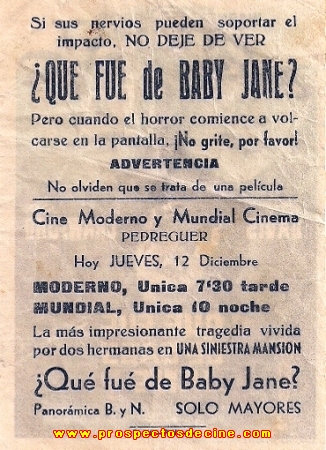 Si sus nervios pueden soportar el
impacto, NO DEJE DE VER
¿QUE FUE de BABY JANE?
Pero cuando el horror comience a vol-
carse en la pantalla, ¡No grite, por favor!
ADVERTENCIA
No olviden que se trata de una película
Cine Moderno y Mundial Cinema
PEDREGUER
Hoy JUEVES, 12 Diciembre
MODERNO, Unica 7'30 tarde
MUNDIAL, Unica 10 noche
La más impresionante tragedia vivida
por dos hermanas en UNA SINIESTRA MANSION
¿Qué fué de Baby Jane?
Panorámica B. y N. SOLO MAYORES
www.prospectosdecine.com